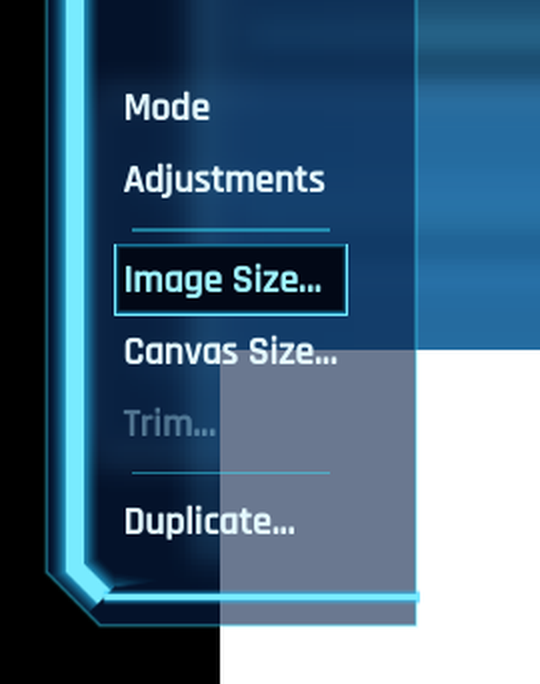 Mode
Adjustments
Image Size...
Canvas Size...
Trim...
Duplicate...